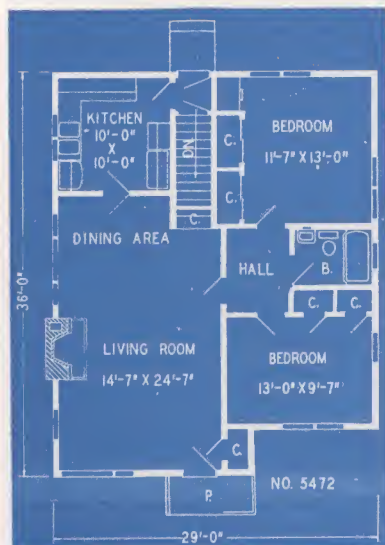 KITCHEN
10'-0"
X
10'-0"
DN.
C.
C.
C.
BEDROOM
11'-7" X 13'-0"
DINING AREA
HALL
B.
C.
C.
36'-0"
LIVING ROOM
14'-7" X 24'-7"
BEDROOM
13'-0" X 9'-7"
C.
P.
NO. 5472
29'-0"